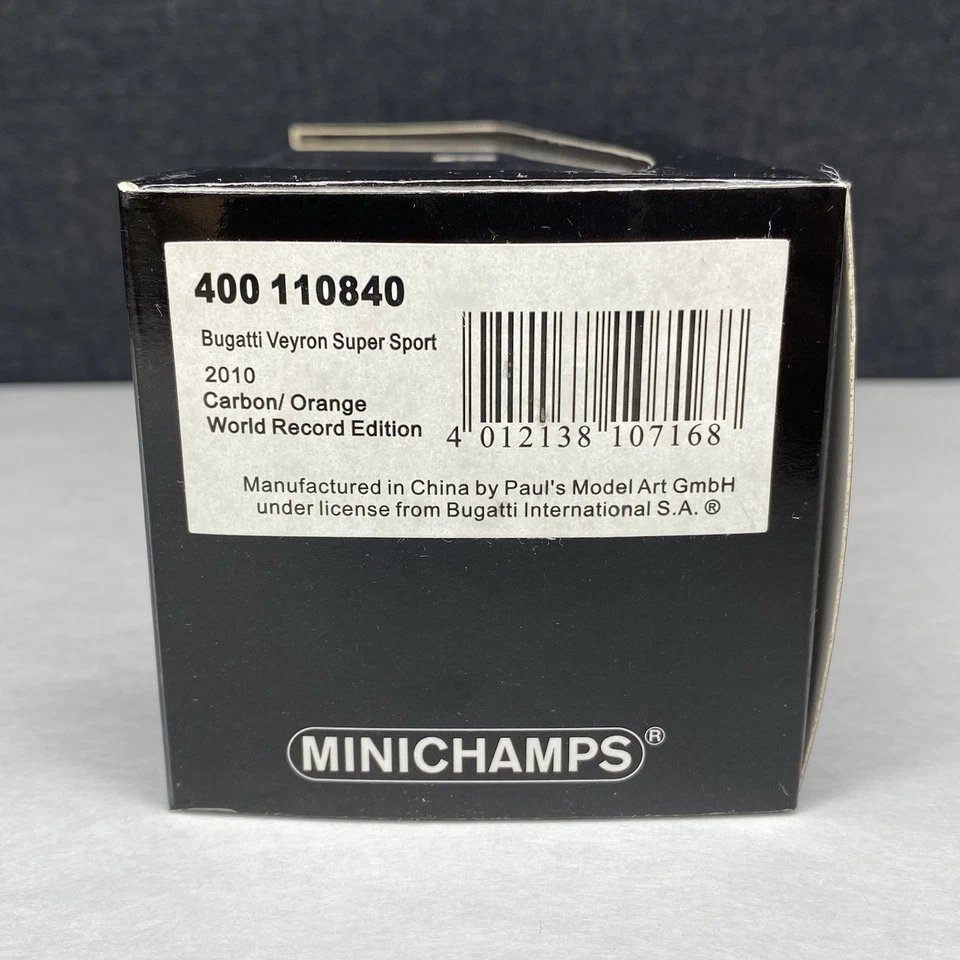 400 110840
Bugatti Veyron Super Sport
2010
Carbon/ Orange
World Record Edition
4 012138 107168
Manufactured in China by Paul's Model Art GmbH
under license from Bugatti International S.A. ®
MINICHAMPS®